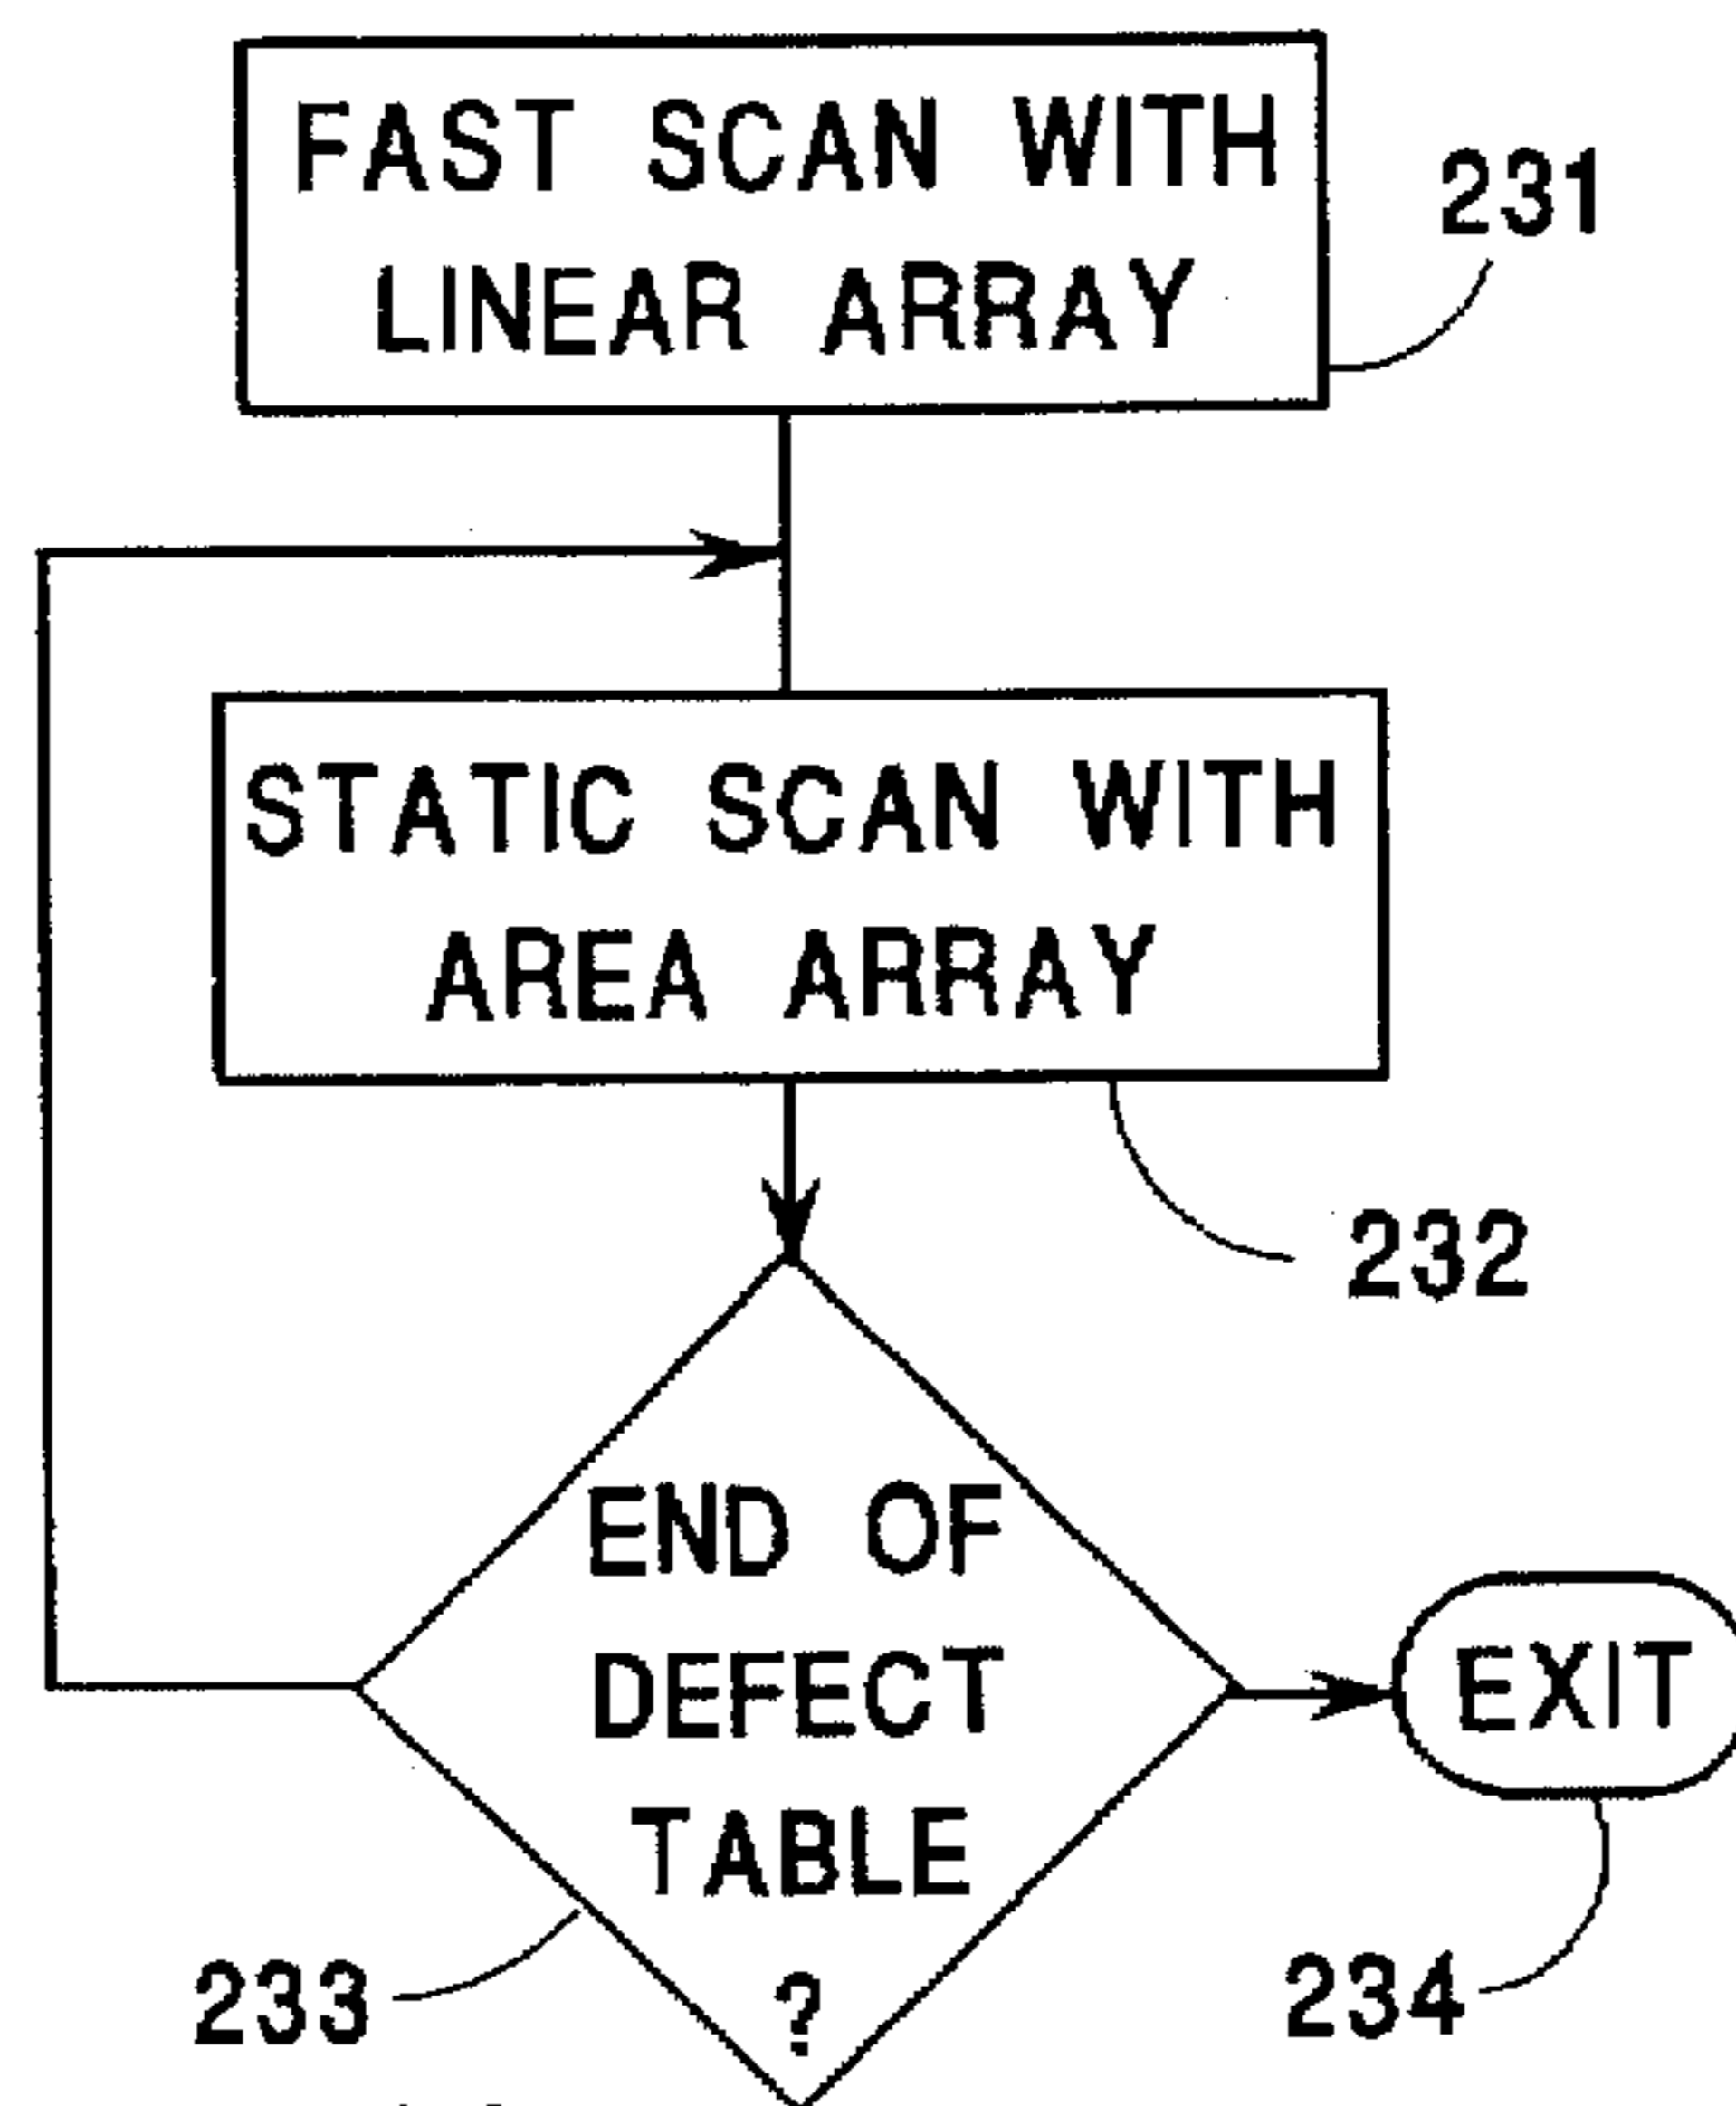 FAST SCAN WITH
LINEAR ARRAY
231
STATIC SCAN WITH
AREA ARRAY
232
END OF
DEFECT
TABLE
?
EXIT
233
234